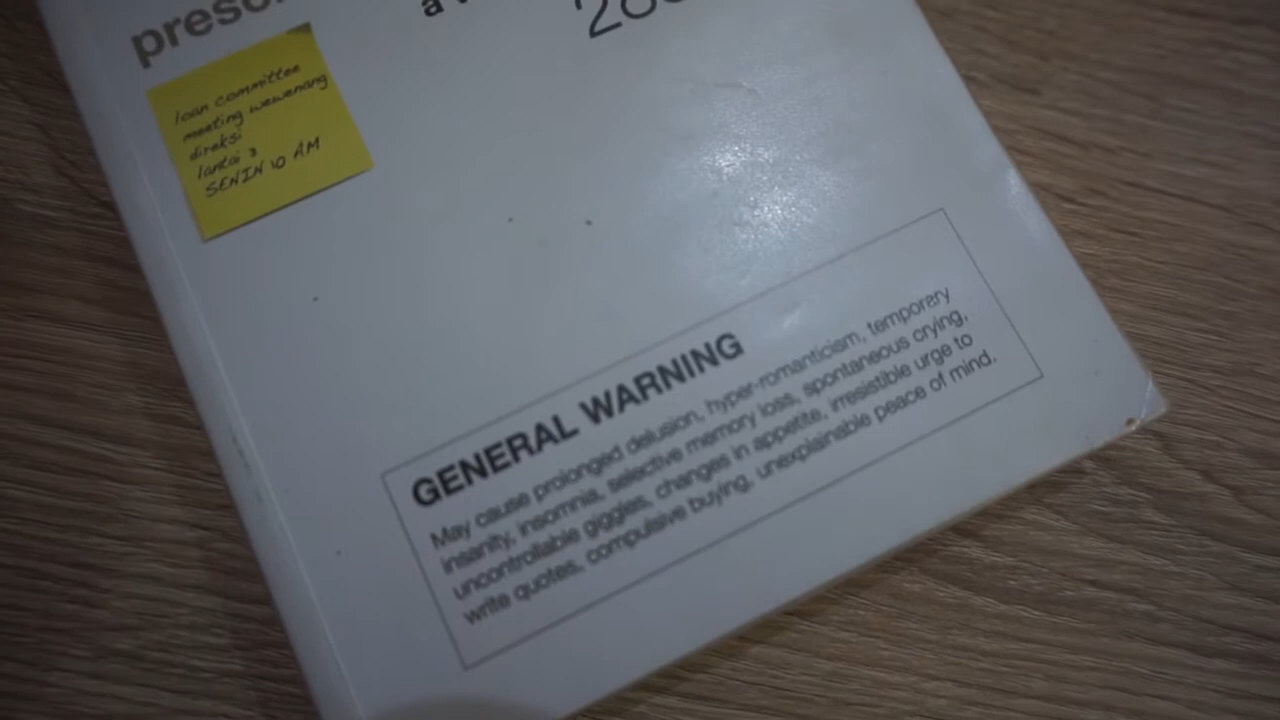 loan committee
meeting wewenang
direksi
lantai 3
SENIN 10 AM
GENERAL WARNING
May cause prolonged delusion, hyper-romanticism, temporary
insanity, insomnia, selective memory loss, spontaneous crying,
uncontrollable giggles, changes in appetite, irresistible urge to
write quotes, compulsive buying, unexplainable peace of mind.